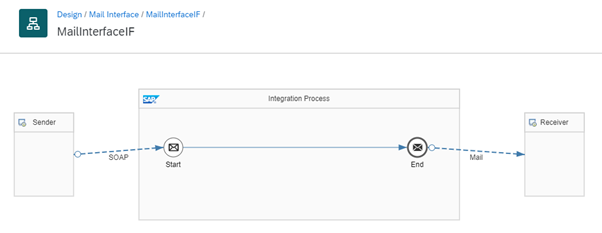 Design / Mail Interface / MailInterfaceIF /
MailInterfaceIF
SAP
Integration Process
Sender
Receiver
SOAP
Mail
Start
End